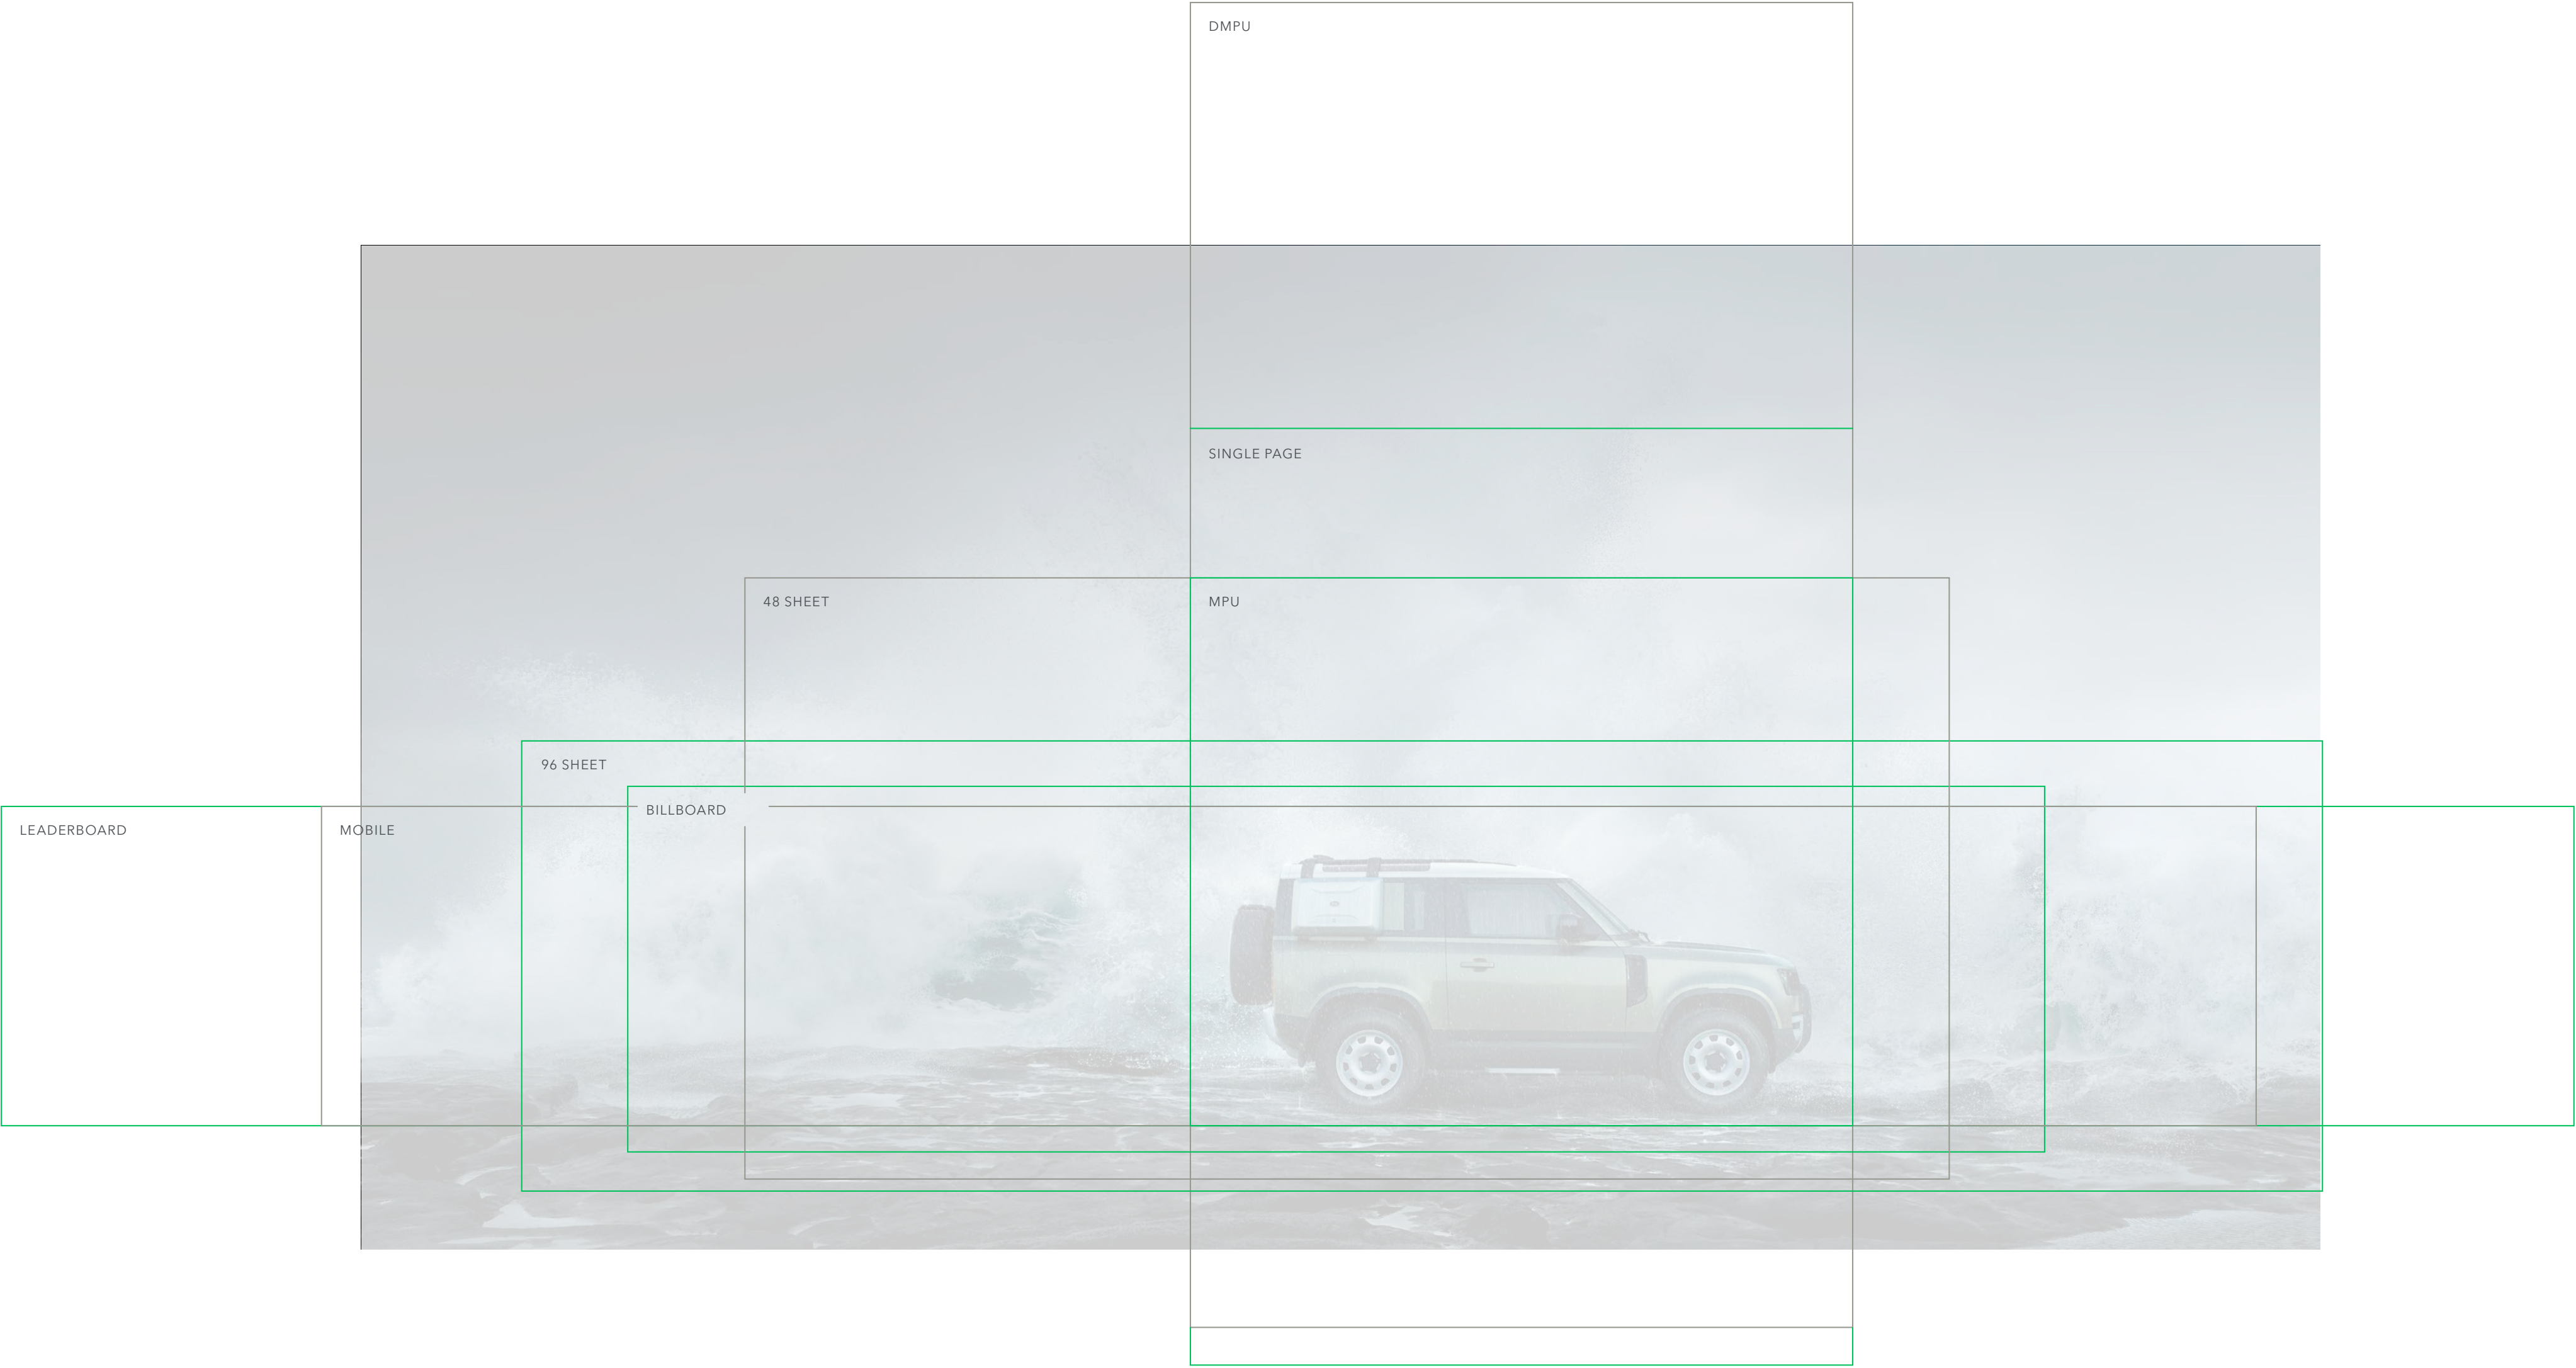 DMPU
SINGLE PAGE
48 SHEET
MPU
96 SHEET
BILLBOARD
LEADERBOARD
MOBILE